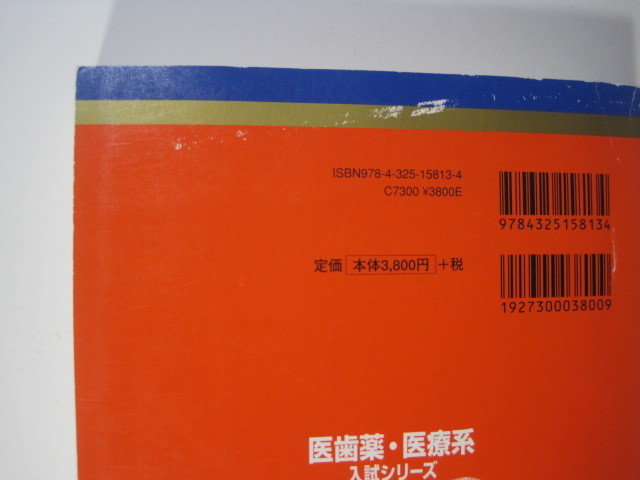 ISBN978-4-325-15813-4
C7300 ¥3800E
9784325158134
定価 本体3,800円 +税
1927300038009
医歯薬・医療系
入試シリーズ